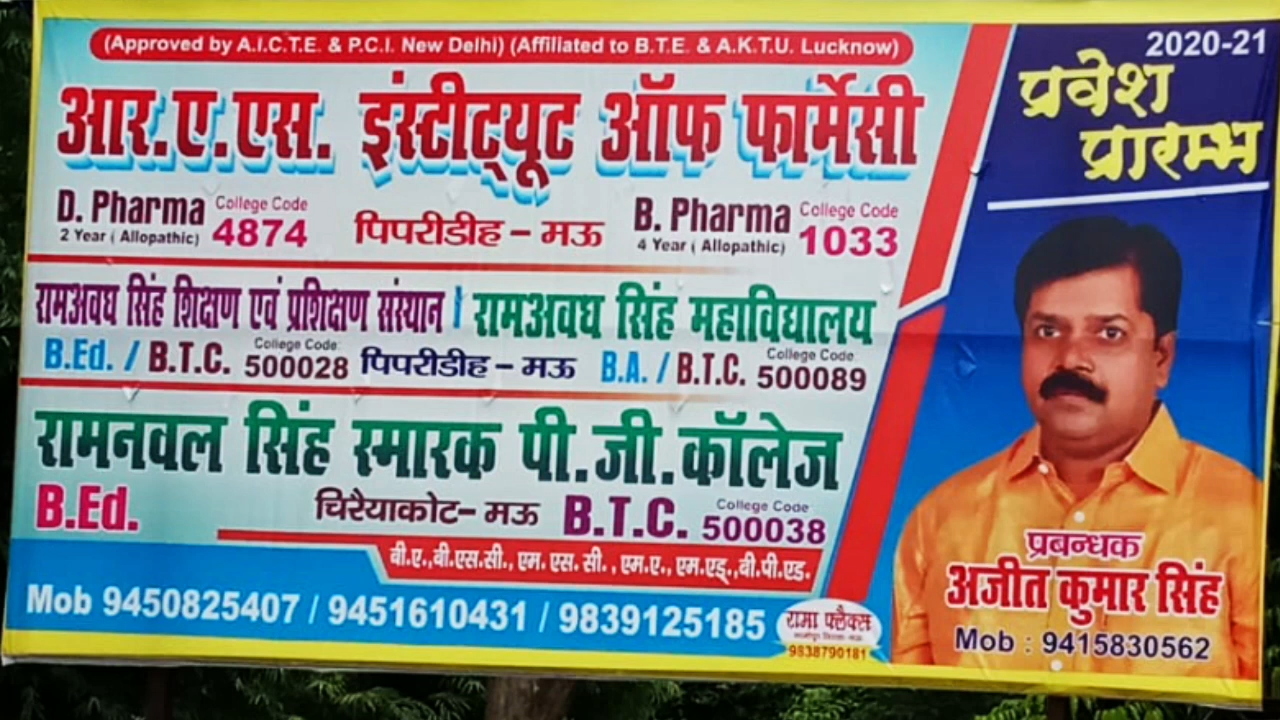 (Approved by A.I.C.T.E. & P.C.I. New Delhi) (Affiliated to B.T.E. & A.K.T.U. Lucknow)
आर.ए.एस. इंस्टीट्यूट ऑफ फार्मेसी
D. Pharma College Code 4874
2 Year ( Allopathic)
पिपरीडीह – मऊ
B. Pharma College Code 1033
4 Year ( Allopathic)
रामअवध सिंह शिक्षण एवं प्रशिक्षण संस्थान | रामअवध सिंह महाविद्यालय
B.Ed. / B.T.C. College Code: 500028 पिपरीडीह – मऊ B.A. / B.T.C. College Code: 500089
रामनवल सिंह स्मारक पी.जी.कॉलेज
B.Ed. चिरैयाकोट– मऊ B.T.C. College Code 500038
बी.ए.,बी.एस.सी., एम. एस. सी. , एम.ए., एम.एड्.,बी.पी.एड.
Mob 9450825407 / 9451610431 / 9839125185
रामा फ्लैक्स
9838790181
2020-21
प्रवेश
प्रारम्भ
प्रबन्धक
अजीत कुमार सिंह
Mob : 9415830562